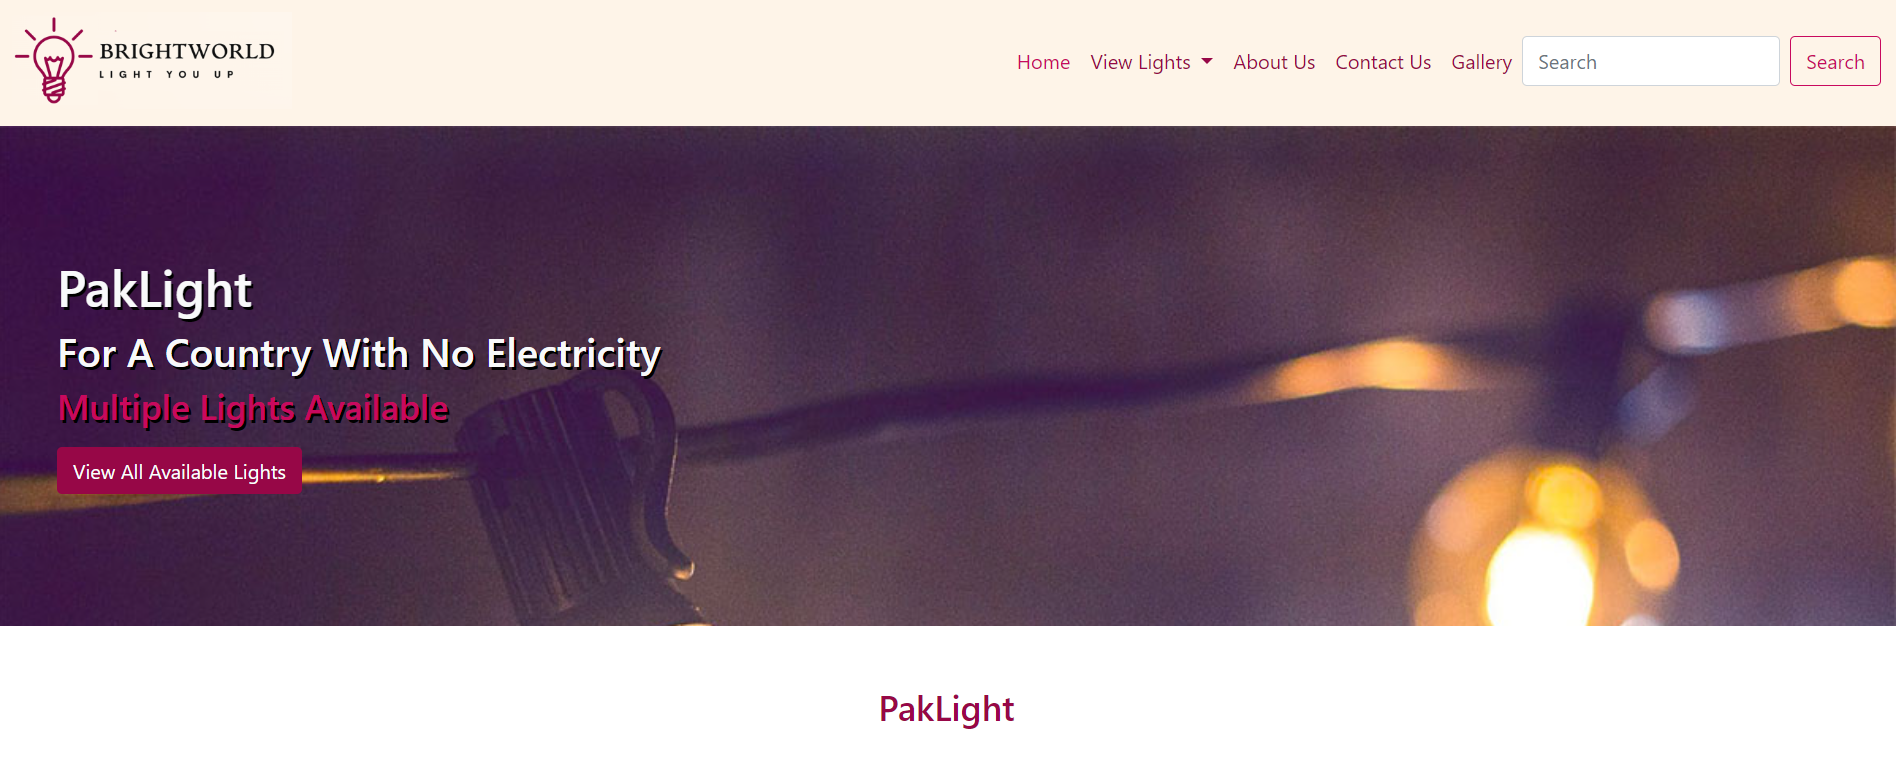 BRIGHTWORLD
LIGHT YOU UP
Home View Lights About Us Contact Us Gallery Search Search
PakLight
For A Country With No Electricity
Multiple Lights Available
View All Available Lights
PakLight